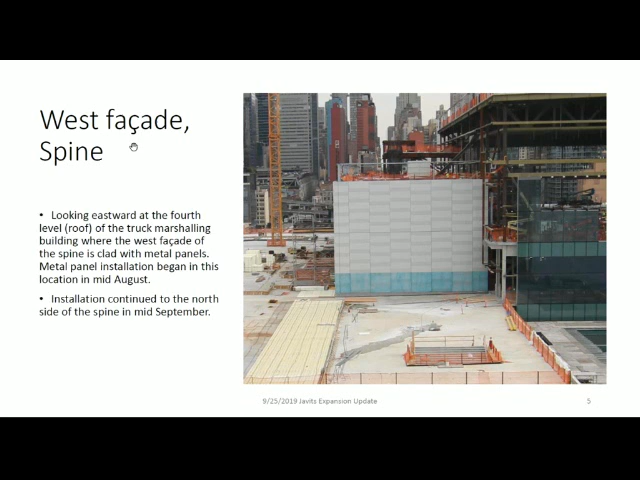 West façade,
Spine
• Looking eastward at the fourth
level (roof) of the truck marshalling
building where the west façade of
the spine is clad with metal panels.
Metal panel installation began in this
location in mid August.
• Installation continued to the north
side of the spine in mid September.
9/25/2019 Javits Expansion Update
5